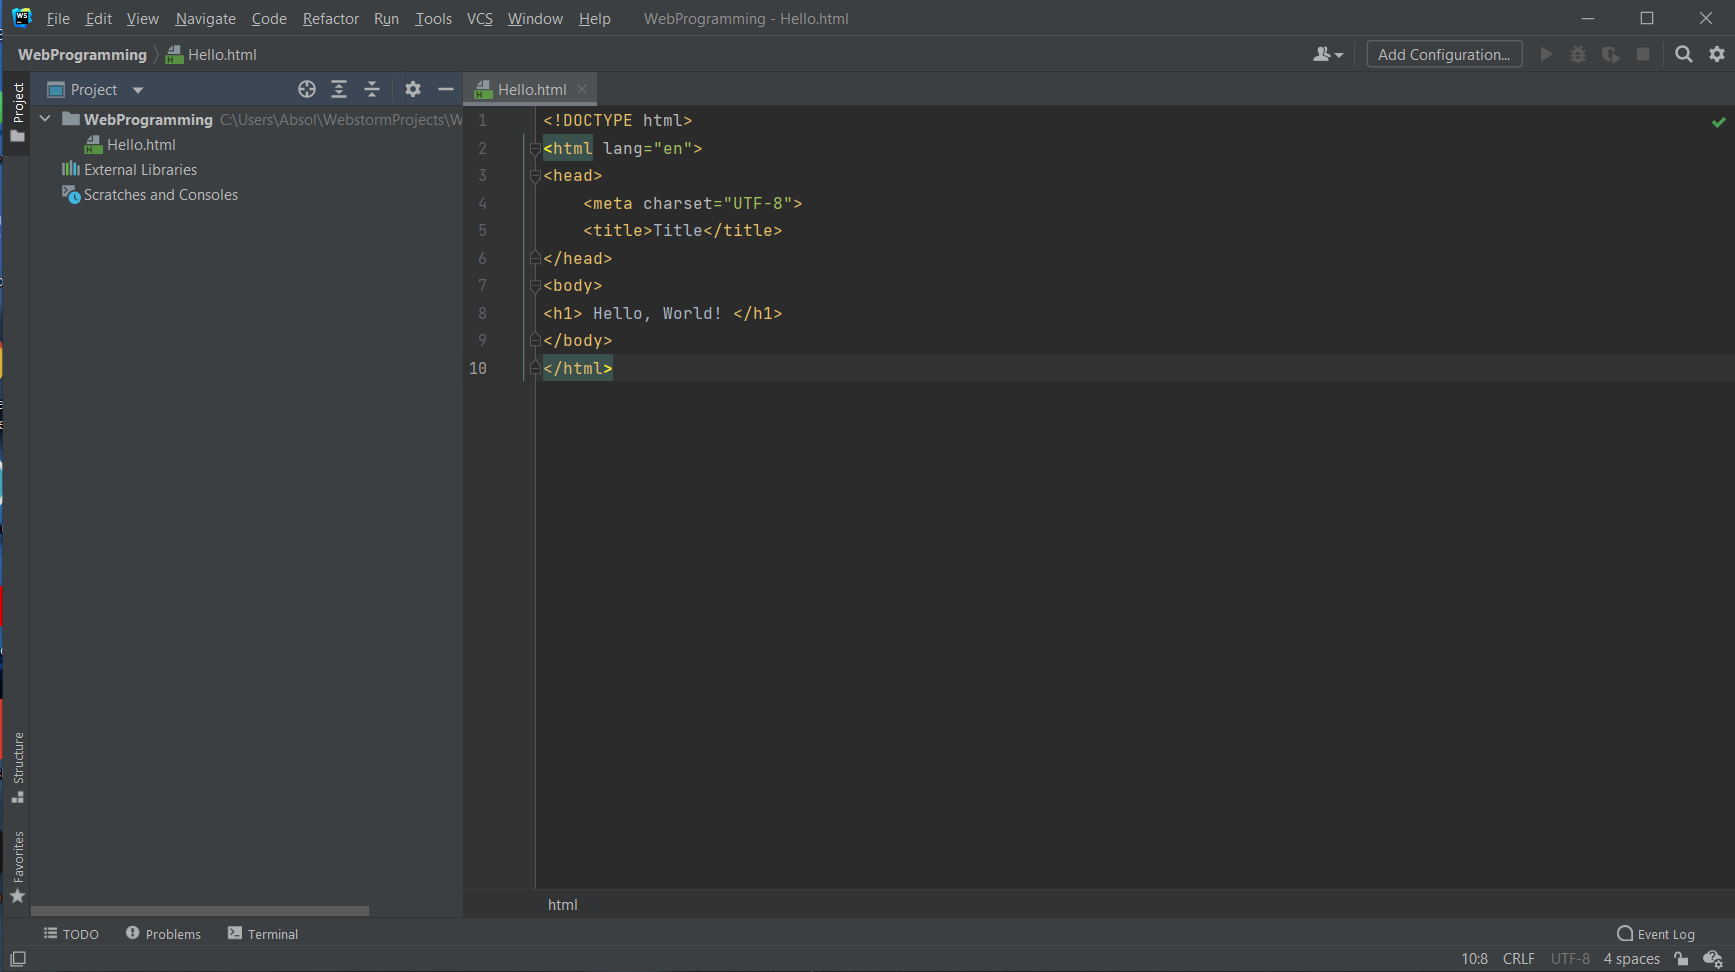 WS File Edit View Navigate Code Refactor Run Tools VCS Window Help WebProgramming - Hello.html
WebProgramming Hello.html Add Configuration...
Project Hello.html
Project
WebProgramming C:\Users\Absol\WebstormProjects\W
Hello.html
External Libraries
Scratches and Consoles
Structure
Favorites
1 <!DOCTYPE html>
2 <html lang="en">
3 <head>
4 <meta charset="UTF-8">
5 <title>Title</title>
6 </head>
7 <body>
8 <h1> Hello, World! </h1>
9 </body>
10 </html>
html
TODO Problems Terminal Event Log
10:8 CRLF UTF-8 4 spaces